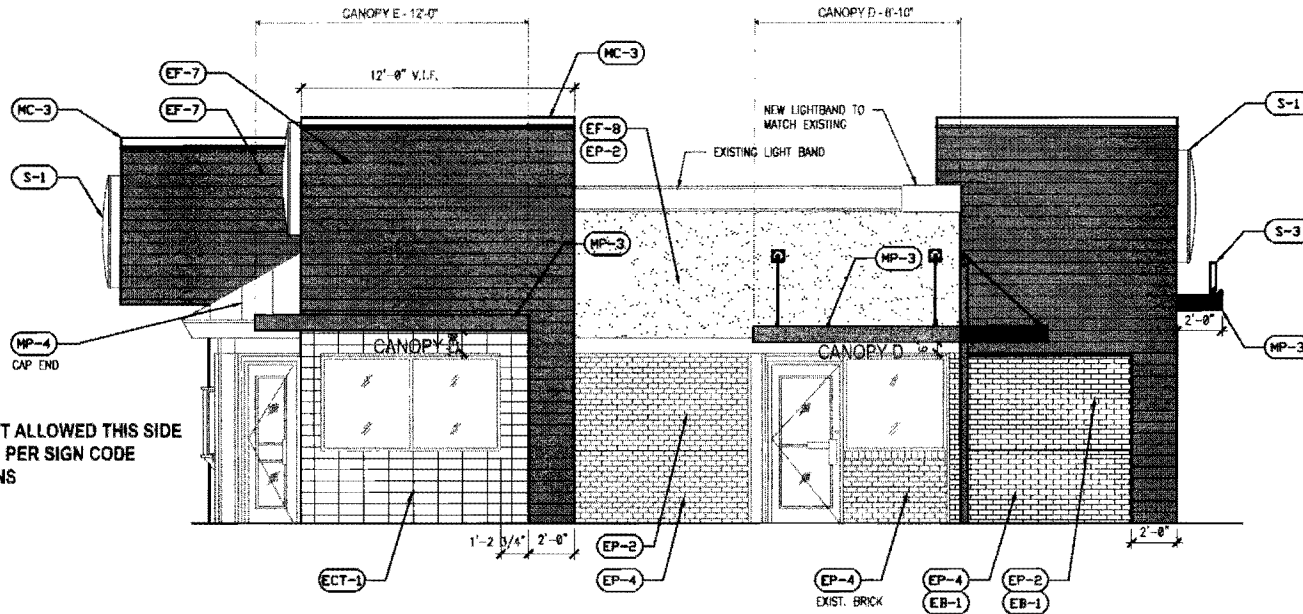 CANOPY E - 12'-0"
CANOPY D - 8'-10"
MC-3
EF-7
12'-0" V.I.F.
MC-3
EF-7
EF-8
EP-2
NEW LIGHTBAND TO
MATCH EXISTING
S-1
EXISTING LIGHT BAND
S-1
MP-3
MP-3
S-3
2'-0"
MP-4
CAP END
CANOPY
CANOPY D
MP-3
T ALLOWED THIS SIDE
PER SIGN CODE
NS
1'-2 3/4"
2'-0"
2'-0"
EP-2
ECT-1
EP-4
EP-4
EXIST. BRICK
EP-4
EB-1
EP-2
EB-1